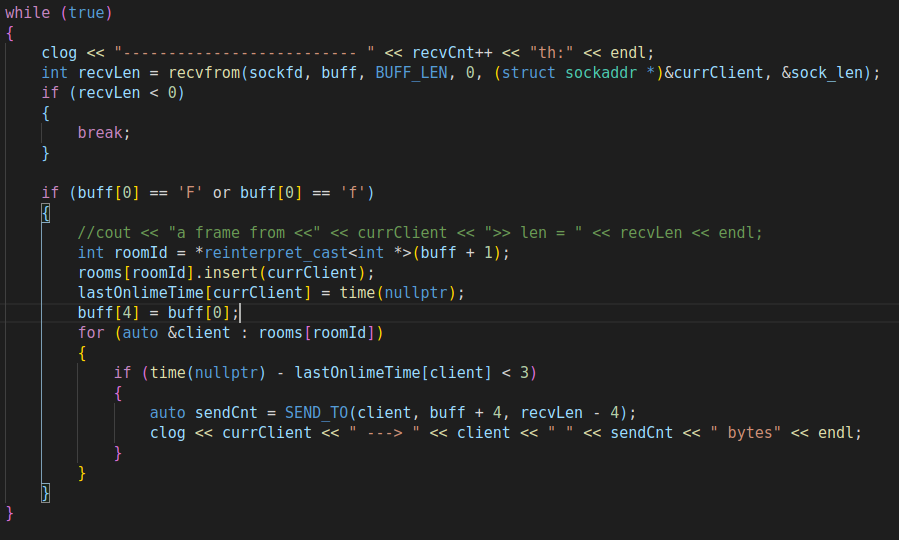 while (true)
{
    clog << "-------------------------- " << recvCnt++ << "th:" << endl;
    int recvLen = recvfrom(sockfd, buff, BUFF_LEN, 0, (struct sockaddr *)&currClient, &sock_len);
    if (recvLen < 0)
    {
        break;
    }

    if (buff[0] == 'F' or buff[0] == 'f')
    {
        //cout << "a frame from <<" << currClient << ">> len = " << recvLen << endl;
        int roomId = *reinterpret_cast<int *>(buff + 1);
        rooms[roomId].insert(currClient);
        lastOnlimeTime[currClient] = time(nullptr);
        buff[4] = buff[0];
        for (auto &client : rooms[roomId])
        {
            if (time(nullptr) - lastOnlimeTime[client] < 3)
            {
                auto sendCnt = SEND_TO(client, buff + 4, recvLen - 4);
                clog << currClient << " ---> " << client << " " << sendCnt << " bytes" << endl;
            }
        }
    }
}